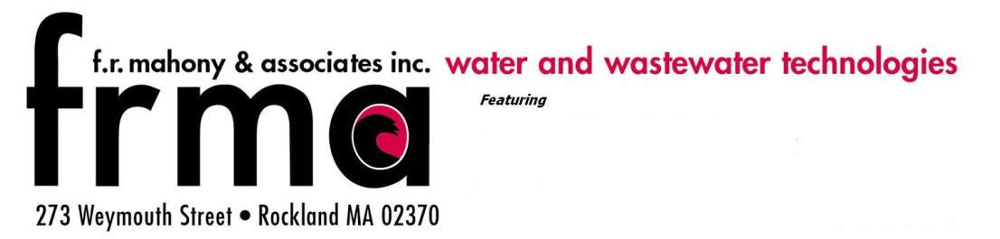 f.r. mahony & associates inc. water and wastewater technologies
Featuring
frma
273 Weymouth Street • Rockland MA 02370